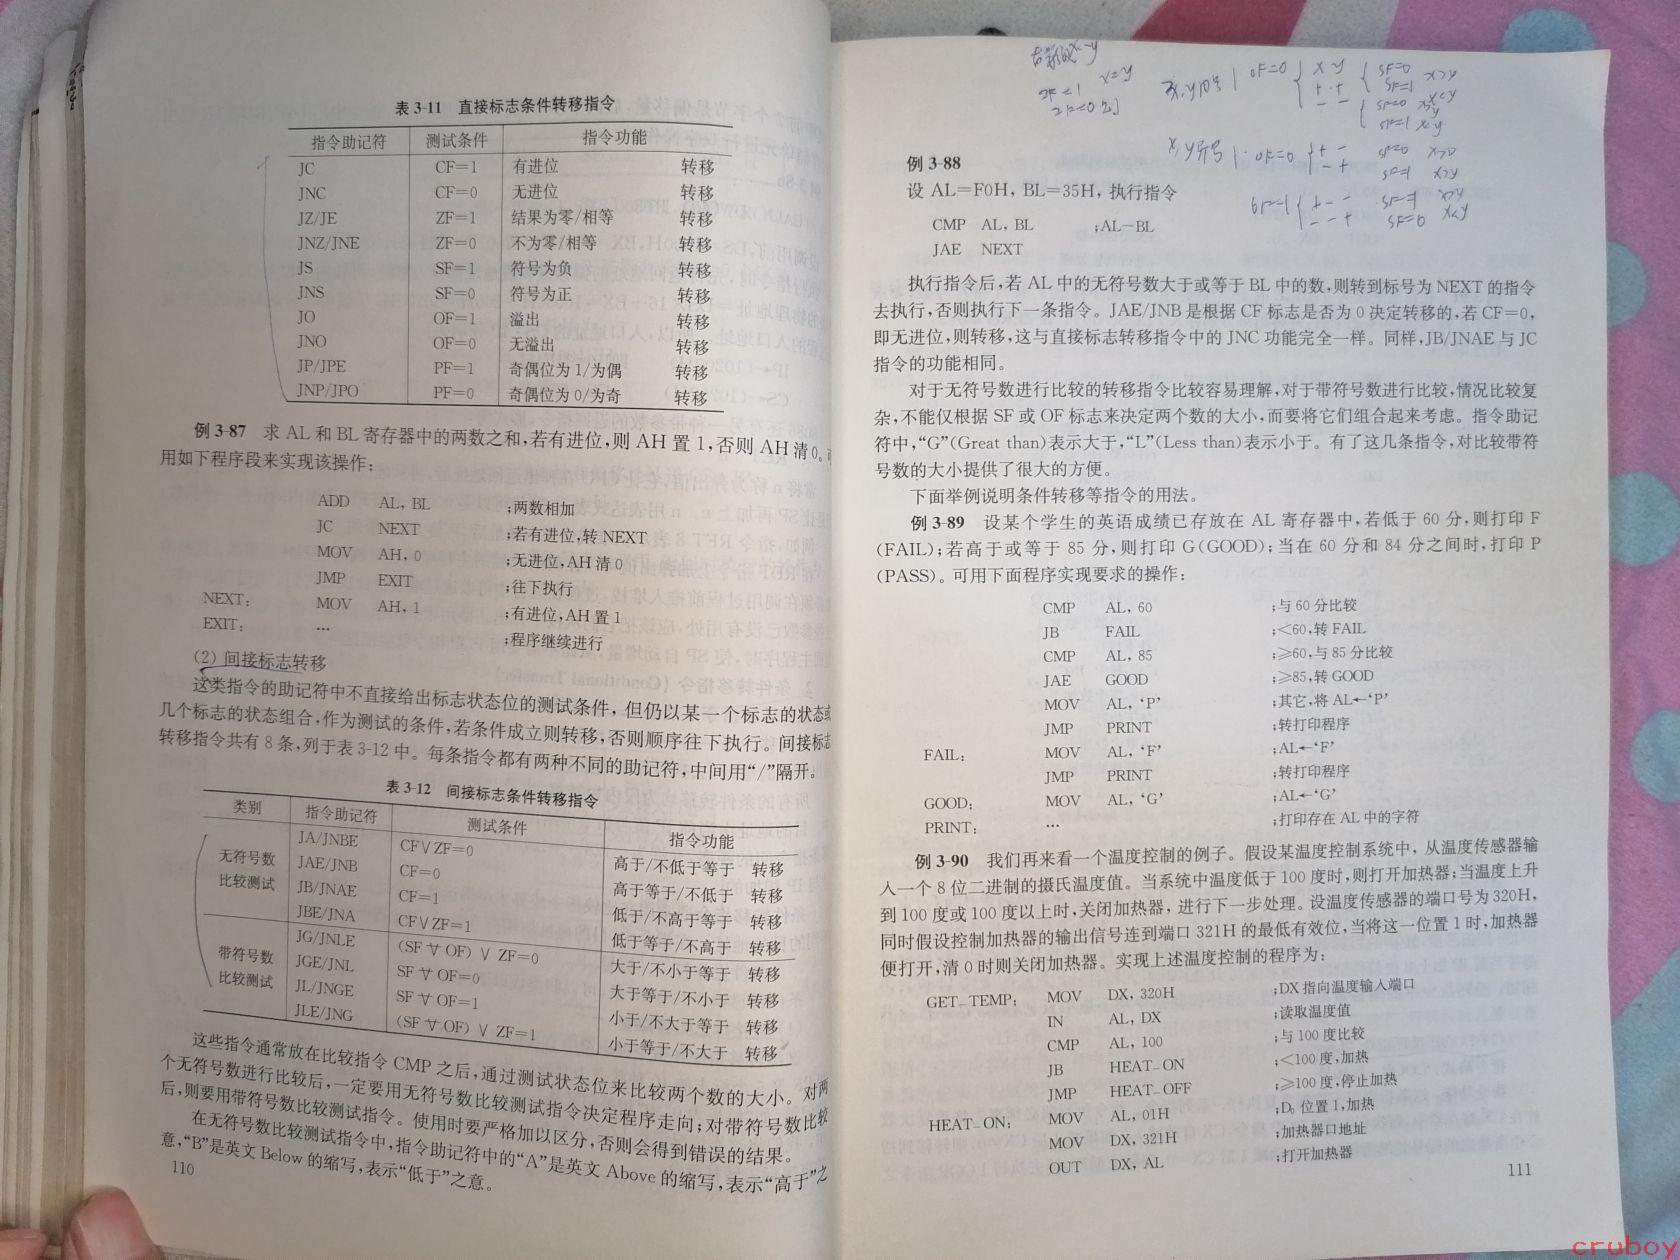 表 3-11 直接标志条件转移指令
指令助记符 测试条件 指令功能
JC CF=1 有进位 转移
JNC CF=0 无进位 转移
JZ/JE ZF=1 结果为零/相等 转移
JNZ/JNE ZF=0 不为零/相等 转移
JS SF=1 符号为负 转移
JNS SF=0 符号为正 转移
JO OF=1 溢出 转移
JNO OF=0 无溢出 转移
JP/JPE PF=1 奇偶位为1/为偶 转移
JNP/JPO PF=0 奇偶位为0/为奇 转移
例 3-87 求 AL 和 BL 寄存器中的两数之和,若有进位,则 AH 置 1,否则 AH 清 0。
用如下程序段来实现该操作:
ADD AL, BL ;两数相加
JC NEXT ;若有进位,转 NEXT
MOV AH, 0 ;无进位,AH 清 0
JMP EXIT ;往下执行
NEXT: MOV AH, 1 ;有进位,AH 置 1
EXIT: … ;程序继续进行
(2) 间接标志转移
这类指令的助记符中不直接给出标志状态位的测试条件,但仍以某一个标志的状态或
几个标志的状态组合,作为测试的条件,若条件成立则转移,否则顺序往下执行。间接标志
转移指令共有 8 条,列于表 3-12 中。每条指令都有两种不同的助记符,中间用“/”隔开。
表 3-12 间接标志条件转移指令
类别 指令助记符 测试条件 指令功能
无符号数
比较测试
JA/JNBE CF∨ZF=0 高于/不低于等于 转移
JAE/JNB CF=0 高于等于/不低于 转移
JB/JNAE CF=1 低于/不高于等于 转移
JBE/JNA CF∨ZF=1 低于等于/不高于 转移
带符号数
比较测试
JG/JNLE (SF ∀ OF) ∨ ZF=0 大于/不小于等于 转移
JGE/JNL SF ∀ OF=0 大于等于/不小于 转移
JL/JNGE SF ∀ OF=1 小于/不大于等于 转移
JLE/JNG (SF ∀ OF) ∨ ZF=1 小于等于/不大于 转移
这些指令通常放在比较指令 CMP 之后,通过测试状态位来比较两个数的大小。对两
个无符号数进行比较后,一定要用无符号数比较测试指令决定程序走向;对带符号数比较
后,则要用带符号数比较测试指令。使用时要严格加以区分,否则会得到错误的结果。
在无符号数比较测试指令中,指令助记符中的“A”是英文 Above 的缩写,表示“高于”之
意,“B”是英文 Below 的缩写,表示“低于”之意。
110
例 3-88
设 AL=F0H, BL=35H, 执行指令
CMP AL, BL ;AL-BL
JAE NEXT
执行指令后,若 AL 中的无符号数大于或等于 BL 中的数,则转到标号为 NEXT 的指令
去执行,否则执行下一条指令。JAE/JNB 是根据 CF 标志是否为 0 决定转移的,若 CF=0,
即无进位,则转移,这与直接标志转移指令中的 JNC 功能完全一样。同样,JB/JNAE 与 JC
指令的功能相同。
对于无符号数进行比较的转移指令比较容易理解,对于带符号数进行比较,情况比较复
杂,不能仅根据 SF 或 OF 标志来决定两个数的大小,而要将它们组合起来考虑。指令助记
符中,“G”(Great than)表示大于,“L”(Less than)表示小于。有了这几条指令,对比较带符
号数的大小提供了很大的方便。
下面举例说明条件转移等指令的用法。
例 3-89 设某个学生的英语成绩已存放在 AL 寄存器中,若低于 60 分,则打印 F
(FAIL);若高于或等于 85 分,则打印 G(GOOD);当在 60 分和 84 分之间时,打印 P
(PASS)。可用下面程序实现要求的操作:
CMP AL, 60 ;与 60 分比较
JB FAIL ;<60,转 FAIL
CMP AL, 85 ;≥60,与 85 分比较
JAE GOOD ;≥85,转 GOOD
MOV AL, ‘P’ ;其它,将 AL←‘P’
JMP PRINT ;转打印程序
FAIL: MOV AL, ‘F’ ;AL←‘F’
JMP PRINT ;转打印程序
GOOD: MOV AL, ‘G’ ;AL←‘G’
PRINT: … ;打印存在 AL 中的字符
例 3-90 我们再来看一个温度控制的例子。假设某温度控制系统中,从温度传感器输
入一个 8 位二进制的摄氏温度值。当系统中温度低于 100 度时,则打开加热器;当温度上升
到 100 度或 100 度以上时,关闭加热器,进行下一步处理。设温度传感器的端口号为 320H,
同时假设控制加热器的输出信号连到端口 321H 的最低有效位,当将这一位置 1 时,加热器
便打开,清 0 时则关闭加热器。实现上述温度控制的程序为:
GET_TEMP: MOV DX, 320H ;DX 指向温度输入端口
IN AL, DX ;读取温度值
CMP AL, 100 ;与 100 度比较
JB HEAT_ON ;<100 度,加热
JMP HEAT_OFF ;≥100 度,停止加热
HEAT_ON: MOV AL, 01H ;D₀ 位置 1,加热
MOV DX, 321H ;加热器口地址
OUT DX, AL ;打开加热器
111
cruboy